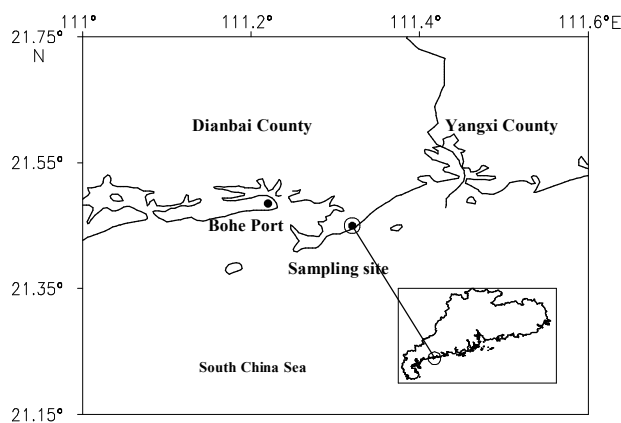 111° 111.2° 111.4° 111.6°E
21.75°
N
Dianbai County Yangxi County
21.55°
Bohe Port
Sampling site
21.35°
South China Sea
21.15°